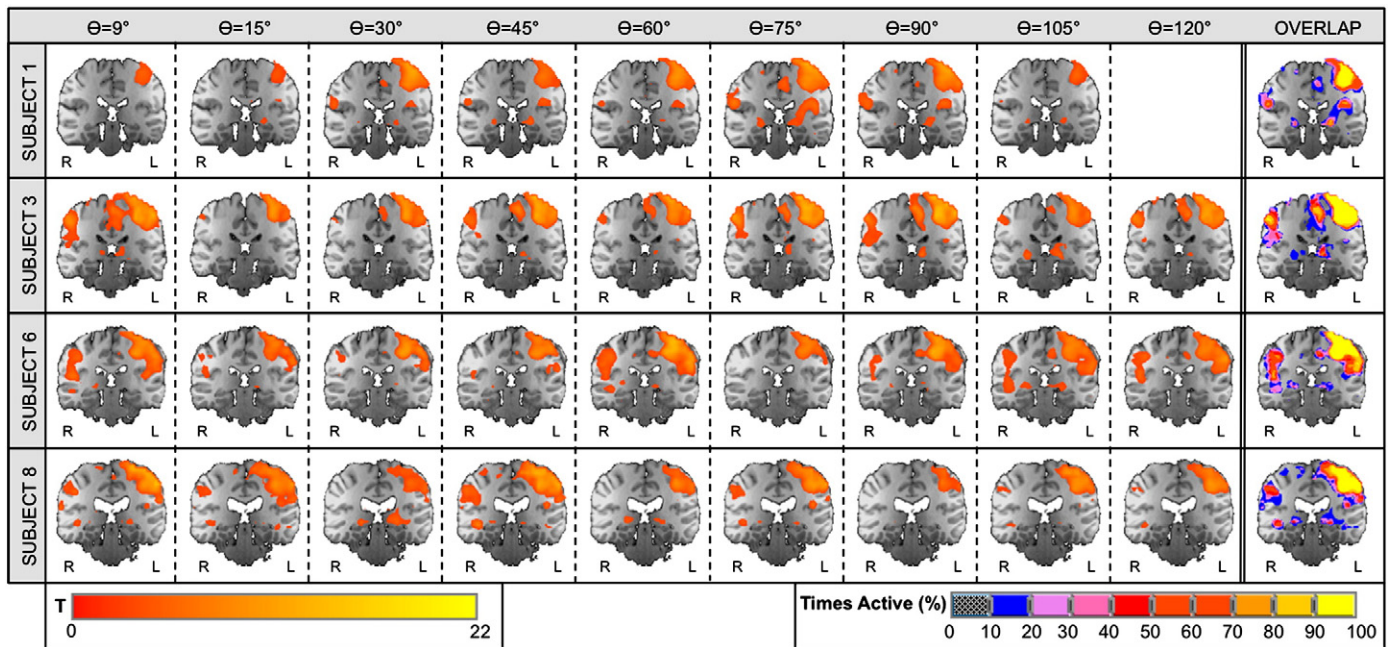 Ө=9° Ө=15° Ө=30° Ө=45° Ө=60° Ө=75° Ө=90° Ө=105° Ө=120° OVERLAP
SUBJECT 1
R L R L R L R L R L R L R L R L R L
SUBJECT 3
R L R L R L R L R L R L R L R L R L R L
SUBJECT 6
R L R L R L R L R L R L R L R L R L R L
SUBJECT 8
R L R L R L R L R L R L R L R L R L R L
T
0 22
Times Active (%)
0 10 20 30 40 50 60 70 80 90 100